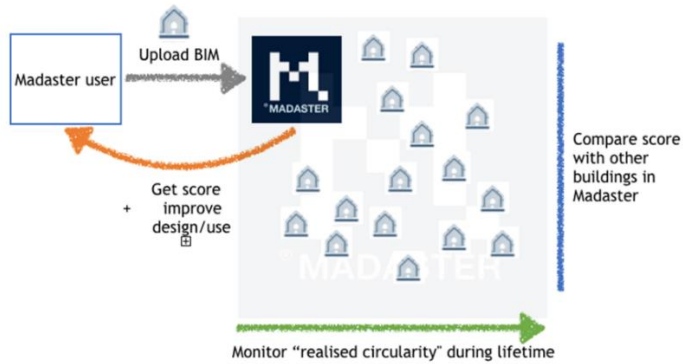 Upload BIM
Madaster user
MADASTER
Get score
+ improve
design/use
Compare score
with other
buildings in
Madaster
MADASTER
Monitor “realised circularity" during lifetime